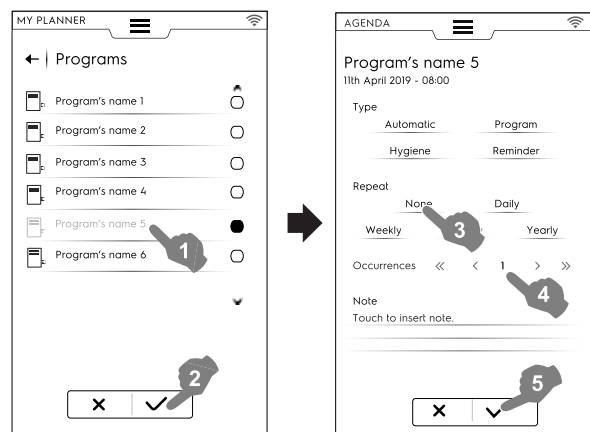 MY PLANNER
Programs
Program's name 1
Program's name 2
Program's name 3
Program's name 4
Program's name 5
Program's name 6
1
2
AGENDA
Program's name 5
11th April 2019 - 08:00
Type
Automatic Program
Hygiene Reminder
Repeat
None Daily
Weekly Yearly
3
Occurrences « < 1 > »
4
Note
Touch to insert note.
5